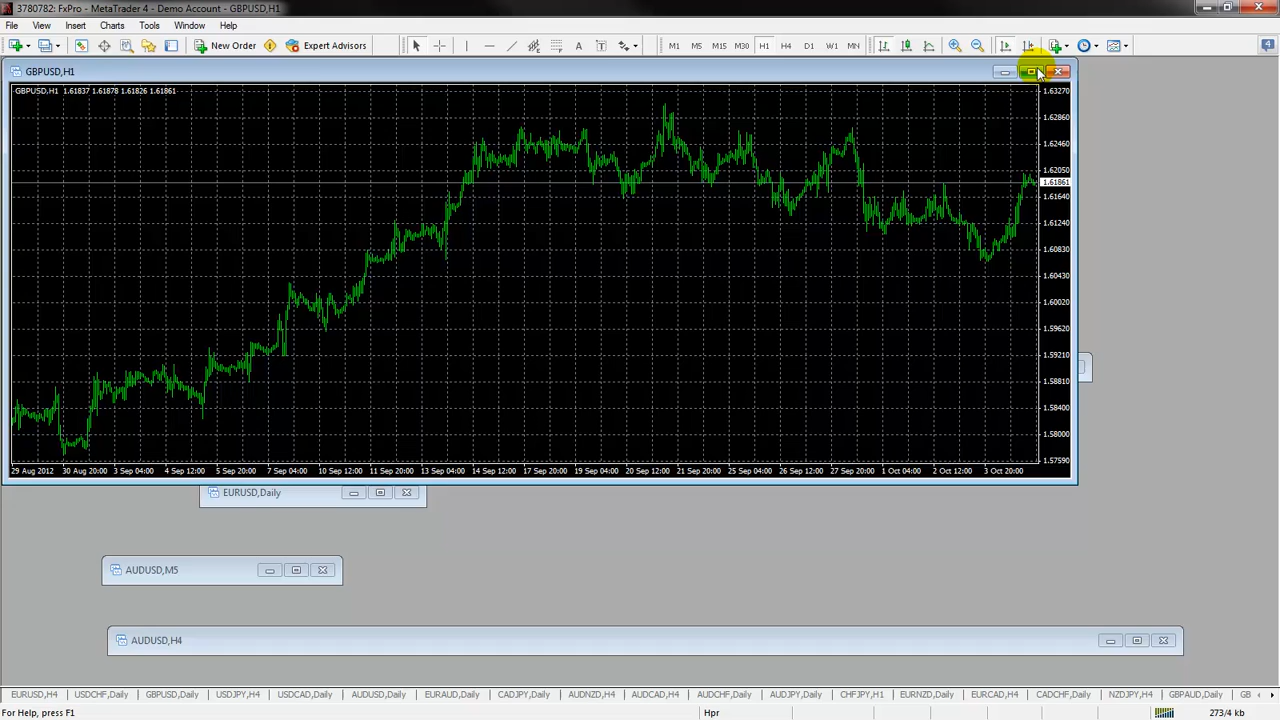 3780782: FxPro - MetaTrader 4 - Demo Account - GBPUSD,H1
File View Insert Charts Tools Window Help
New Order Expert Advisors A T M1 M5 M15 M30 H1 H4 D1 W1 MN 4
GBPUSD,H1
GBPUSD,H1 1.61837 1.61878 1.61826 1.61861
1.63270
1.62860
1.62460
1.62050
1.61861
1.61640
1.61240
1.60830
1.60430
1.60020
1.59620
1.59210
1.58810
1.58400
1.58000
1.57590
29 Aug 2012 30 Aug 20:00 3 Sep 04:00 4 Sep 12:00 5 Sep 20:00 7 Sep 04:00 10 Sep 12:00 11 Sep 20:00 13 Sep 04:00 14 Sep 12:00 17 Sep 20:00 19 Sep 04:00 20 Sep 12:00 21 Sep 20:00 25 Sep 04:00 26 Sep 12:00 27 Sep 20:00 1 Oct 04:00 2 Oct 12:00 3 Oct 20:00
EURUSD,Daily
AUDUSD,M5
AUDUSD,H4
EURUSD,H4 USDCHF,Daily GBPUSD,Daily USDJPY,H4 USDCAD,Daily AUDUSD,Daily EURAUD,Daily CADJPY,Daily AUDNZD,H4 AUDCAD,H4 AUDCHF,Daily AUDJPY,Daily CHFJPY,H1 EURNZD,Daily EURCAD,H4 CADCHF,Daily NZDJPY,H4 GBPAUD,Daily GB
For Help, press F1 Hpr 273/4 kb